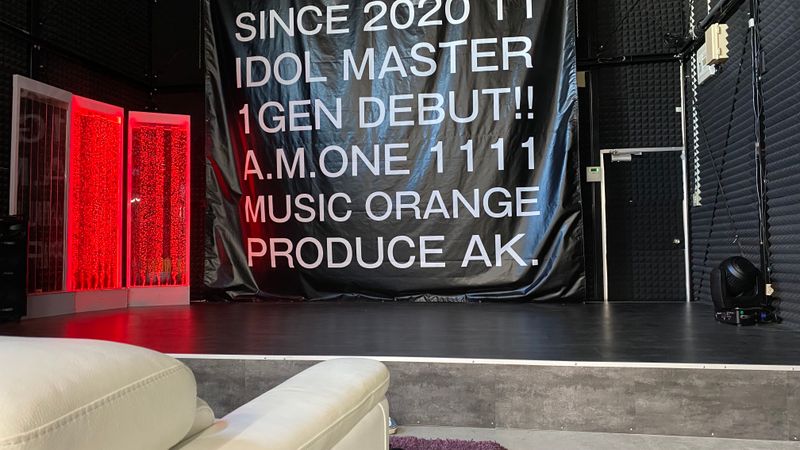 SINCE 2020 11
IDOL MASTER
1GEN DEBUT!!
A.M.ONE 1111
MUSIC ORANGE
PRODUCE AK.